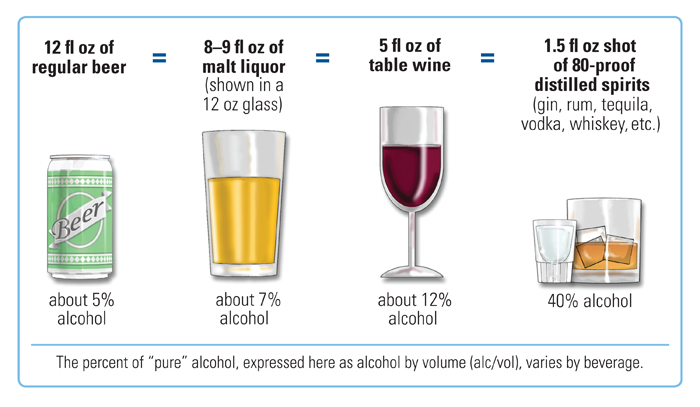 12 fl oz of
regular beer
=
8–9 fl oz of
malt liquor
(shown in a
12 oz glass)
=
5 fl oz of
table wine
=
1.5 fl oz shot
of 80-proof
distilled spirits
(gin, rum, tequila,
vodka, whiskey, etc.)
Beer
about 5%
alcohol
about 7%
alcohol
about 12%
alcohol
40% alcohol
The percent of “pure” alcohol, expressed here as alcohol by volume (alc/vol), varies by beverage.